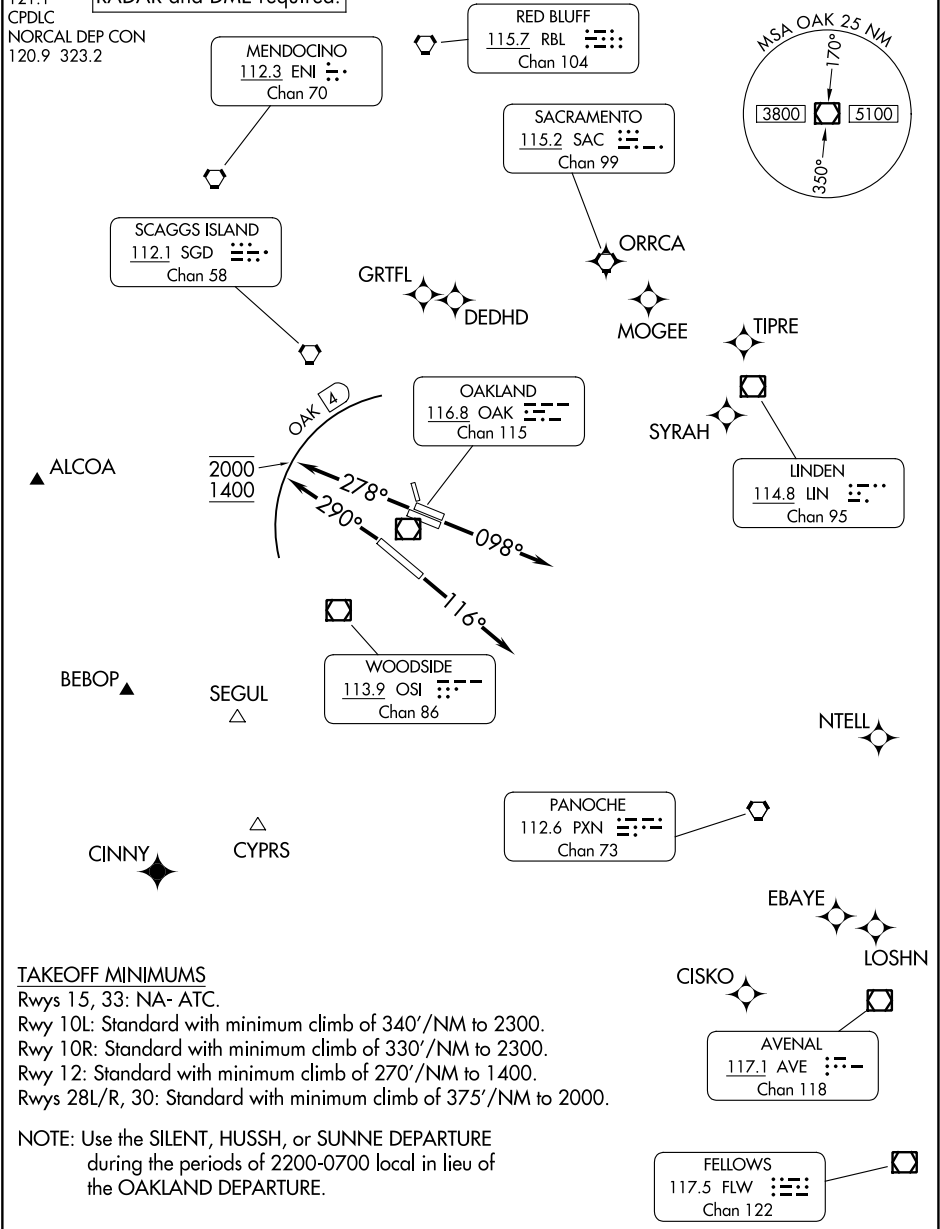 121.1
CPDLC
NORCAL DEP CON
120.9 323.2
RADAR and DME required.
RED BLUFF
115.7 RBL
Chan 104
MENDOCINO
112.3 ENI
Chan 70
MSA OAK 25 NM
170°
3800
5100
350°
SACRAMENTO
115.2 SAC
Chan 99
SCAGGS ISLAND
112.1 SGD
Chan 58
ORRCA
GRTFL
DEDHD
MOGEE
TIPRE
OAKLAND
116.8 OAK
Chan 115
OAK 4
SYRAH
ALCOA
2000
1400
278°
290°
098°
116°
LINDEN
114.8 LIN
Chan 95
WOODSIDE
113.9 OSI
Chan 86
BEBOP
SEGUL
NTELL
PANOCHE
112.6 PXN
Chan 73
CINNY
CYPRS
EBAYE
LOSHN
CISKO
AVENAL
117.1 AVE
Chan 118
TAKEOFF MINIMUMS
Rwys 15, 33: NA- ATC.
Rwy 10L: Standard with minimum climb of 340'/NM to 2300.
Rwy 10R: Standard with minimum climb of 330'/NM to 2300.
Rwy 12: Standard with minimum climb of 270'/NM to 1400.
Rwys 28L/R, 30: Standard with minimum climb of 375'/NM to 2000.
NOTE: Use the SILENT, HUSSH, or SUNNE DEPARTURE
during the periods of 2200-0700 local in lieu of
the OAKLAND DEPARTURE.
FELLOWS
117.5 FLW
Chan 122